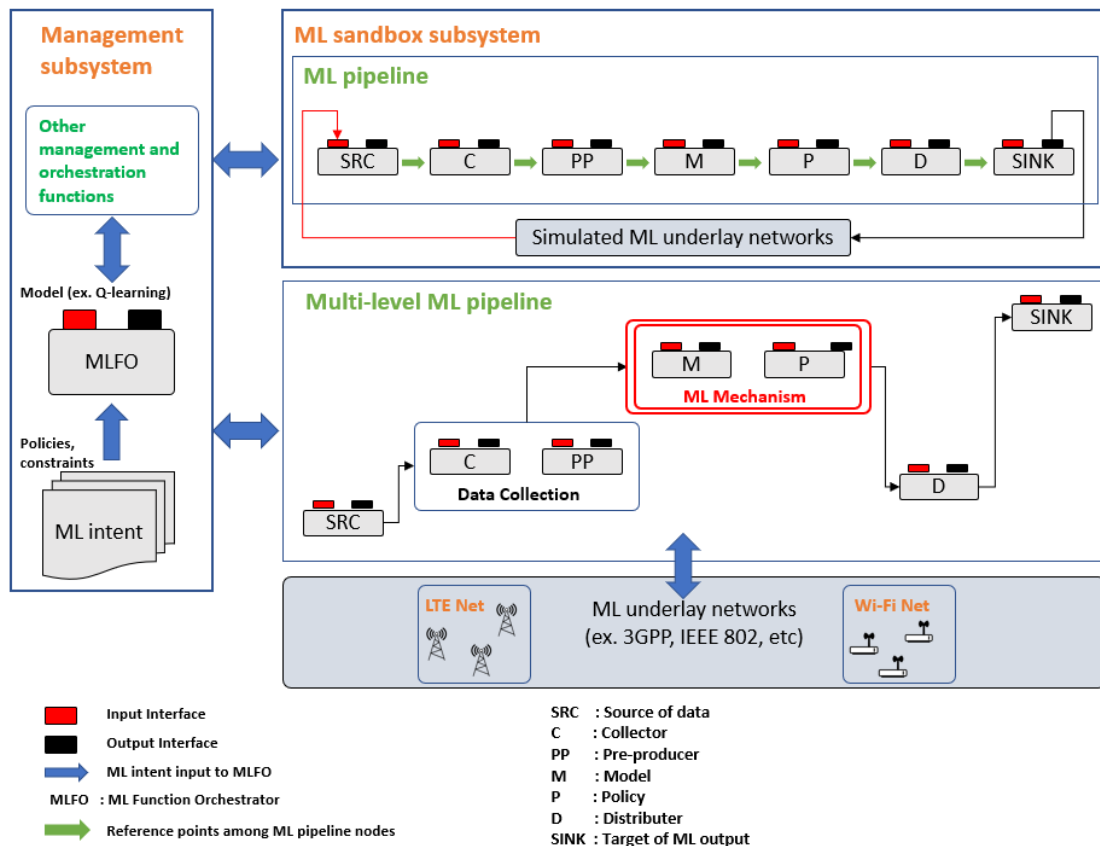 Management
subsystem
Other
management and
orchestration
functions
Model (ex. Q-learning)
MLFO
Policies,
constraints
ML intent
ML sandbox subsystem
ML pipeline
SRC
C
PP
M
P
D
SINK
Simulated ML underlay networks
Multi-level ML pipeline
SINK
M
P
ML Mechanism
C
PP
Data Collection
D
SRC
LTE Net
ML underlay networks
(ex. 3GPP, IEEE 802, etc)
Wi-Fi Net
Input Interface
Output Interface
ML intent input to MLFO
MLFO : ML Function Orchestrator
Reference points among ML pipeline nodes
SRC : Source of data
C : Collector
PP : Pre-producer
M : Model
P : Policy
D : Distributer
SINK : Target of ML output